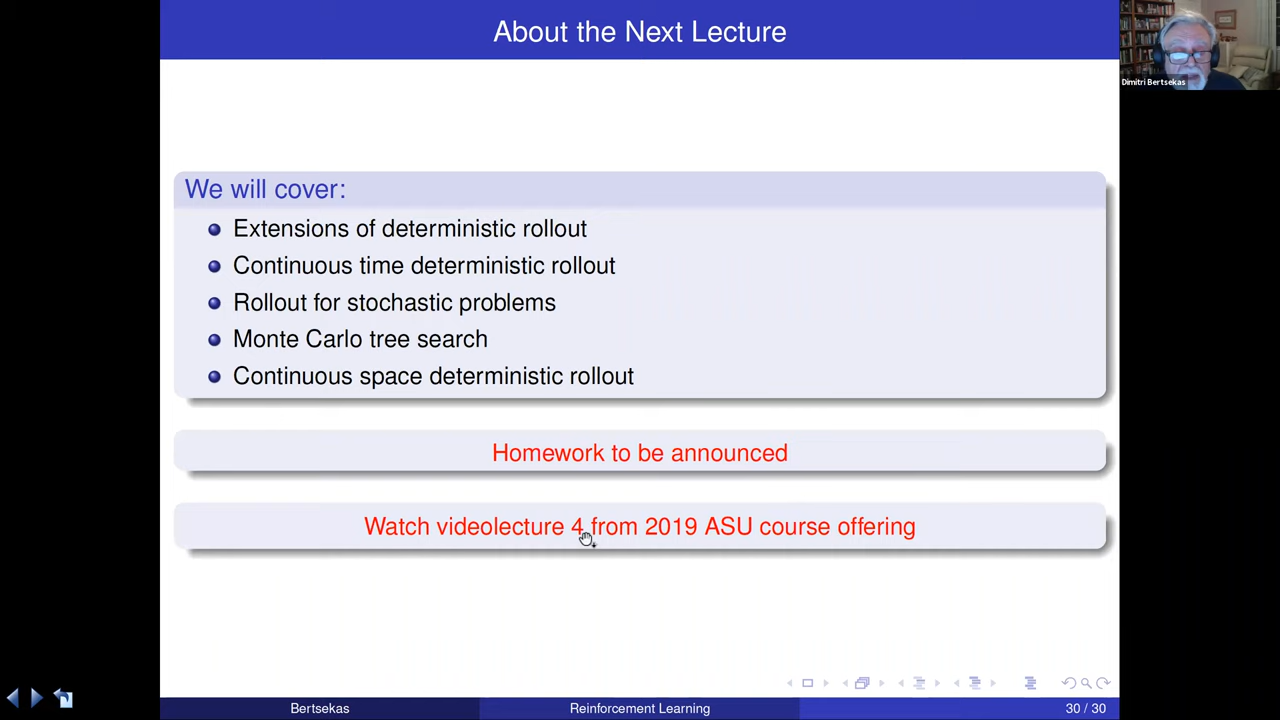 About the Next Lecture
Dimitri Bertsekas
We will cover:
Extensions of deterministic rollout
Continuous time deterministic rollout
Rollout for stochastic problems
Monte Carlo tree search
Continuous space deterministic rollout
Homework to be announced
Watch videolecture 4 from 2019 ASU course offering
Bertsekas
Reinforcement Learning
30 / 30